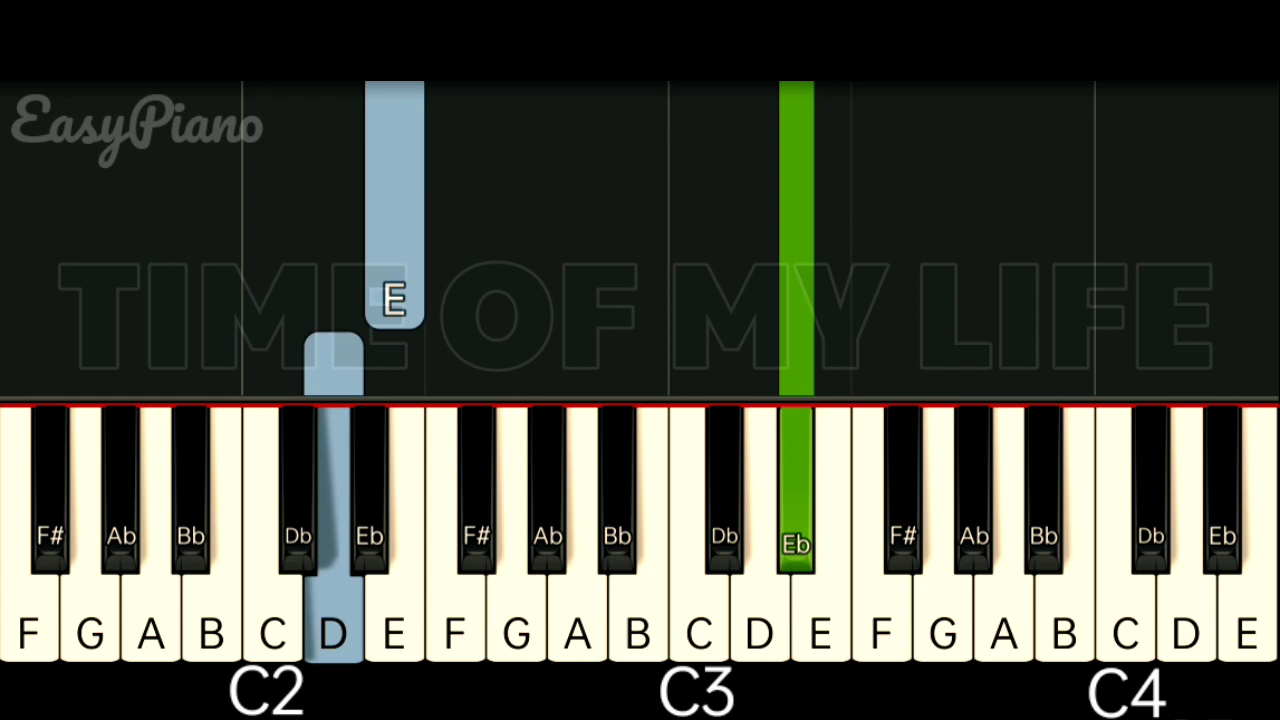 EasyPiano
E
TIME OF MY LIFE
F# Ab Bb Db Eb F# Ab Bb Db Eb F# Ab Bb Db Eb
F G A B C D E F G A B C D E F G A B C D E
C2 C3 C4